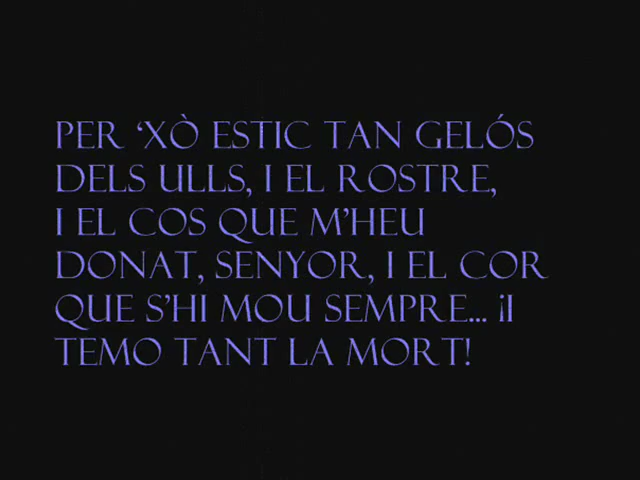 PER ‘XÒ ESTIC TAN GELÓS
DELS ULLS, I EL ROSTRE,
I EL COS QUE M’HEU
DONAT, SENYOR, I EL COR
QUE S’HI MOU SEMPRE... ¡I
TEMO TANT LA MORT!